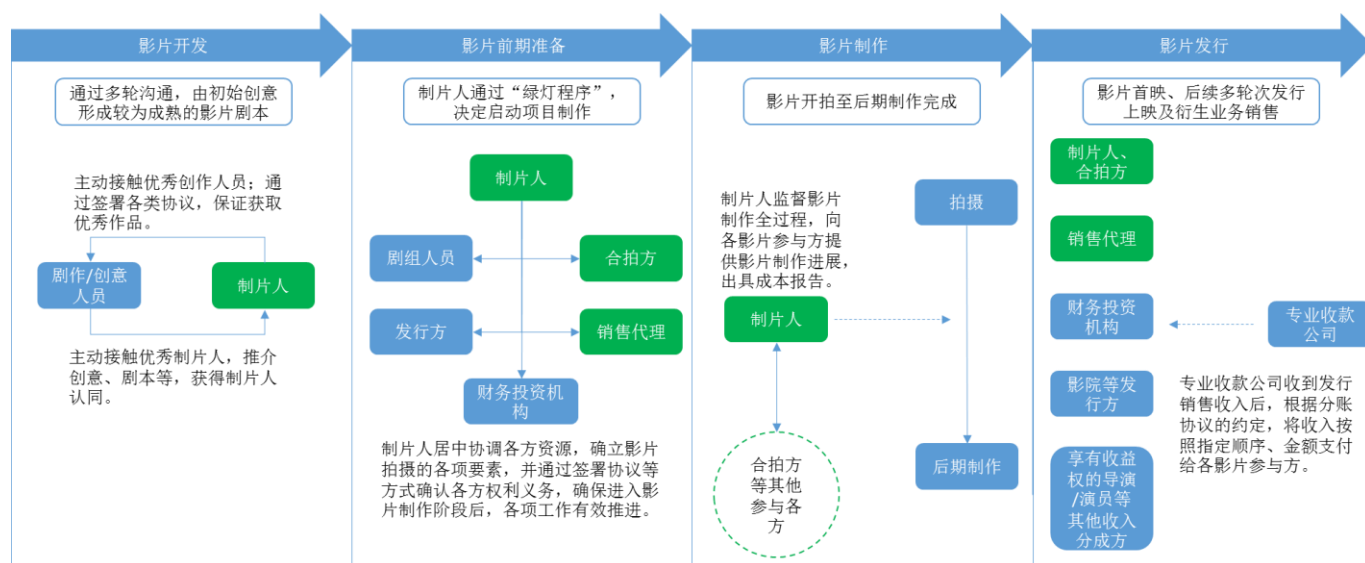 影片开发
影片前期准备
影片制作
影片发行
通过多轮沟通，由初始创意
形成较为成熟的影片剧本
主动接触优秀创作人员；通
过签署各类协议，保证获取
优秀作品。
剧作/创意
人员
制片人
主动接触优秀制片人，推介
创意、剧本等，获得制片人
认同。
制片人通过“绿灯程序”，
决定启动项目制作
制片人
剧组人员
合拍方
发行方
销售代理
财务投资机
构
制片人居中协调各方资源，确立影片
拍摄的各项要素，并通过签署协议等
方式确认各方权利义务，确保进入影
片制作阶段后，各项工作有效推进。
影片开拍至后期制作完成
制片人监督影片
制作全过程，向
各影片参与方提
供影片制作进展，
出具成本报告。
拍摄
制片人
合拍方
等其他
参与各
方
后期制作
影片首映、后续多轮次发行
上映及衍生业务销售
制片人、
合拍方
销售代理
财务投资
机构
专业收款
公司
影院等发
行方
享有收益
权的导演
/演员等
其他收入
分成方
专业收款公司收到发行
销售收入后，根据分账
协议的约定，将收入按
照指定顺序、金额支付
给各影片参与方。